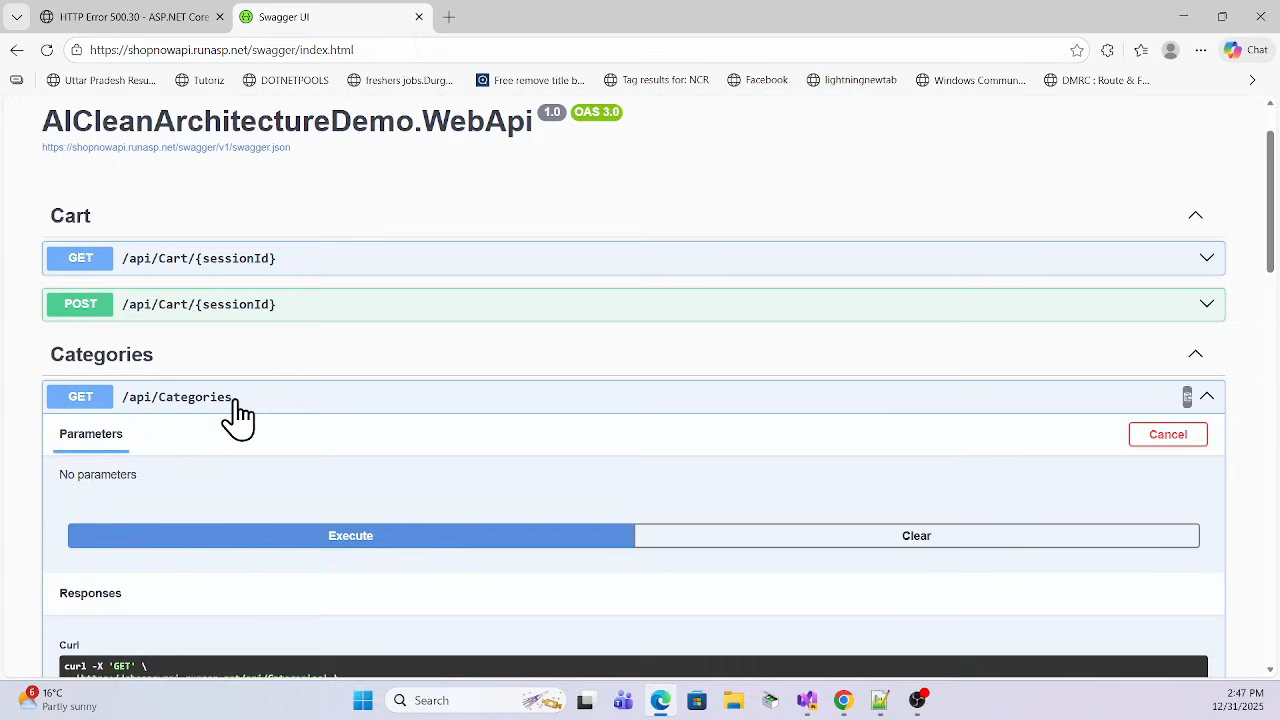 HTTP Error 500.30 - ASP.NET Core
Swagger UI
https://shopnowapi.runasp.net/swagger/index.html
Chat
Uttar Pradesh Resu...
Tutoriz
DOTNETPOOLS
freshers jobs.Durg...
Free remove title b...
Tag results for: NCR
Facebook
lightningnewtab
Windows Commun...
DMRC : Route & F...
AICleanArchitectureDemo.WebApi 1.0 OAS 3.0
https://shopnowapi.runasp.net/swagger/v1/swagger.json
Cart
GET /api/Cart/{sessionId}
POST /api/Cart/{sessionId}
Categories
GET /api/Categories
Parameters
Cancel
No parameters
Execute
Clear
Responses
Curl
curl -X 'GET' \
6
16°C
Partly sunny
Search
2:47 PM
12/31/2025